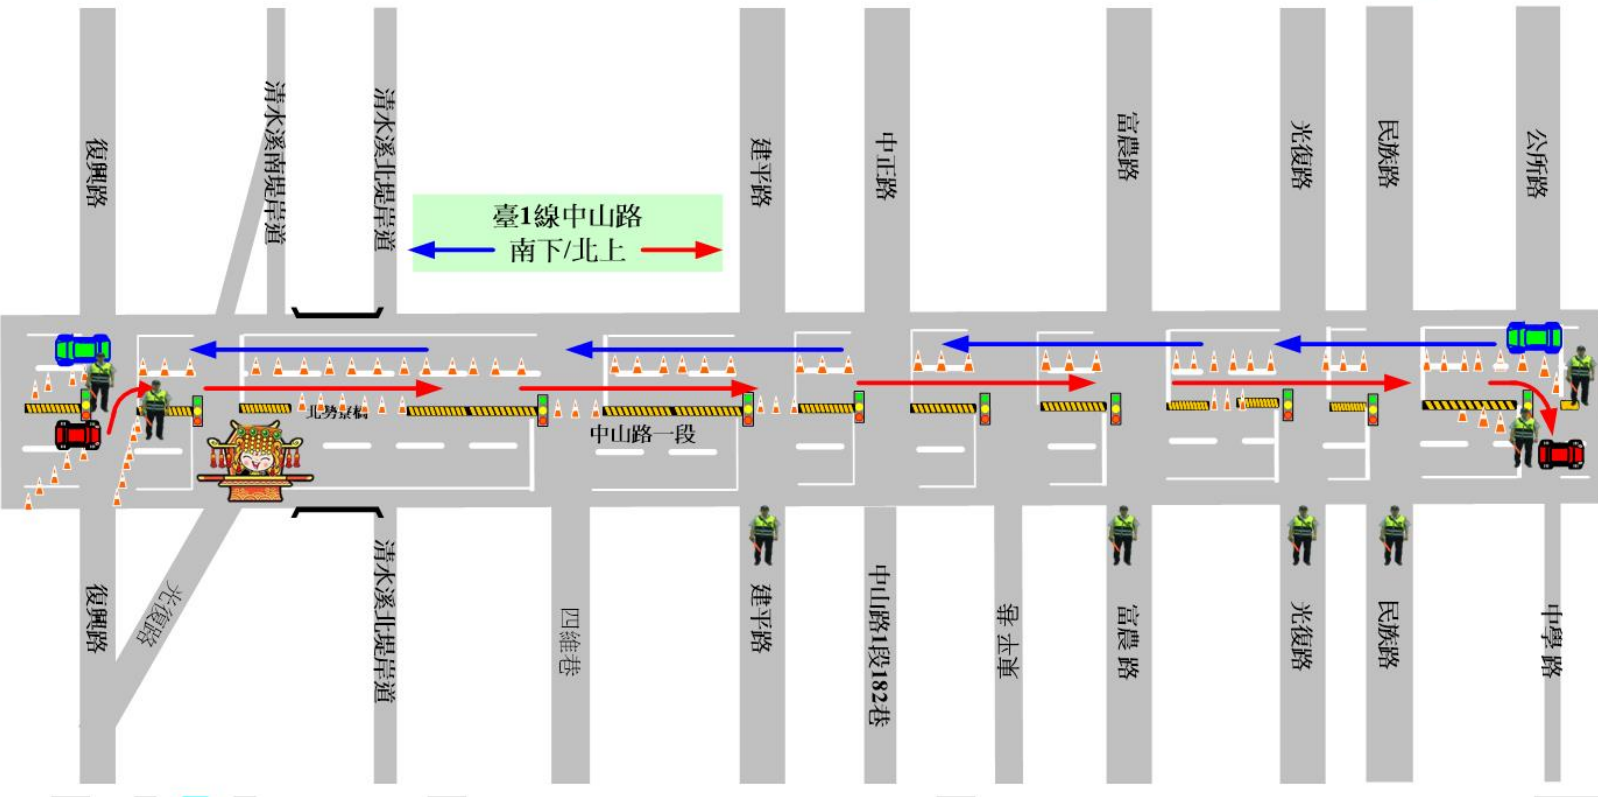 復興路
清水溪南堤岸道
清水溪北堤岸道
建平路
中正路
富農路
光復路
民族路
公所路
臺1線中山路
南下/北上
北勢寮橋
中山路一段
復興路
光復路
清水溪北堤岸道
四維巷
建平路
中山路1段182巷
東平巷
富農 路
光復路
民族路
中學 路